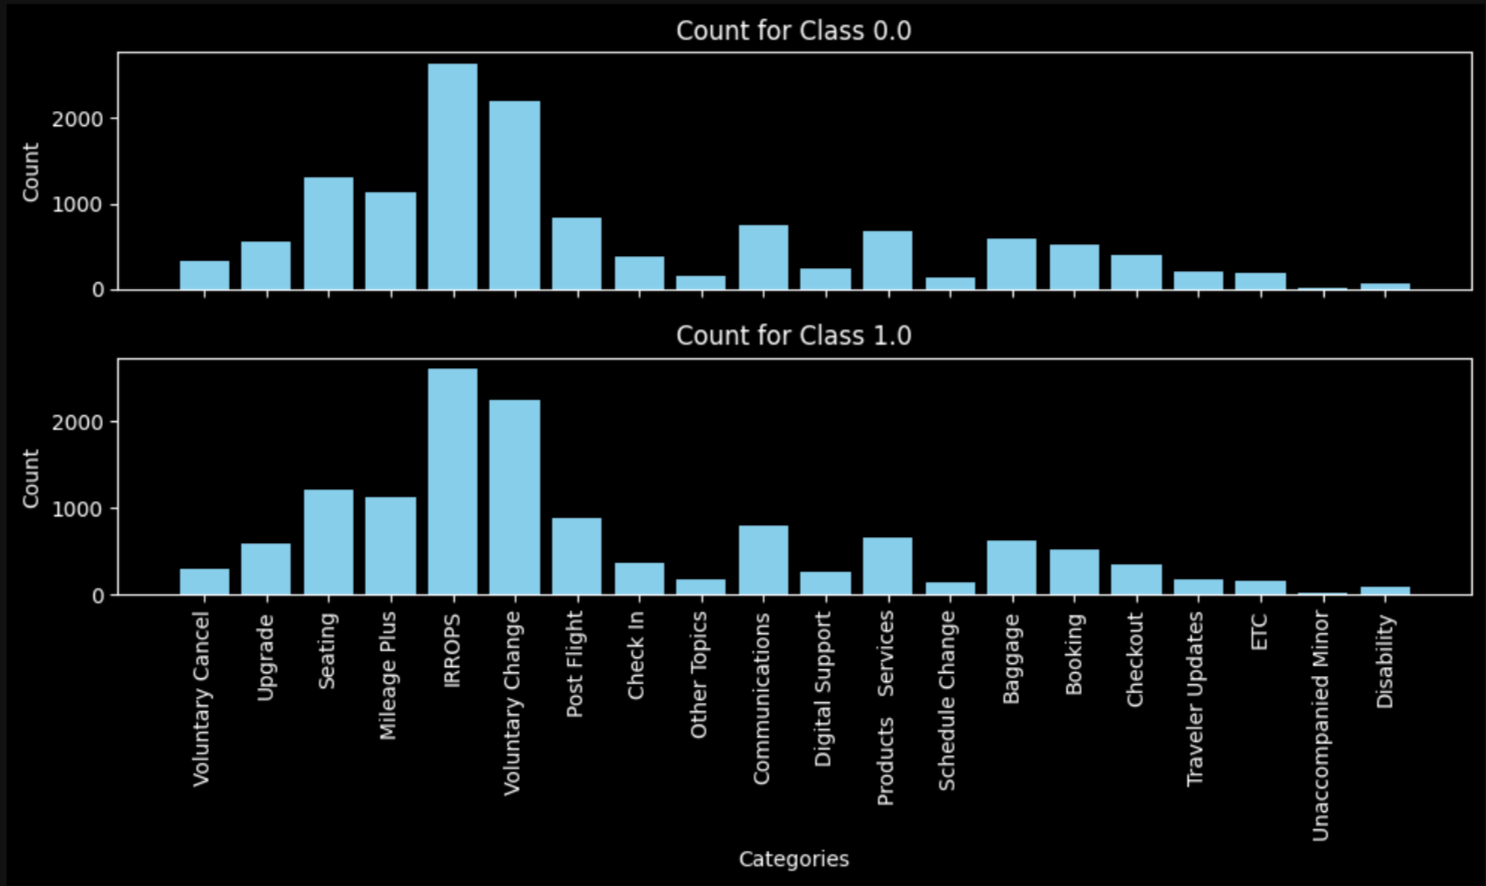 Count for Class 0.0
Count
2000
1000
0
Count for Class 1.0
Count
2000
1000
0
Voluntary Cancel
Upgrade
Seating
Mileage Plus
IRROPS
Voluntary Change
Post Flight
Check In
Other Topics
Communications
Digital Support
Products  Services
Schedule Change
Baggage
Booking
Checkout
Traveler Updates
ETC
Unaccompanied Minor
Disability
Categories